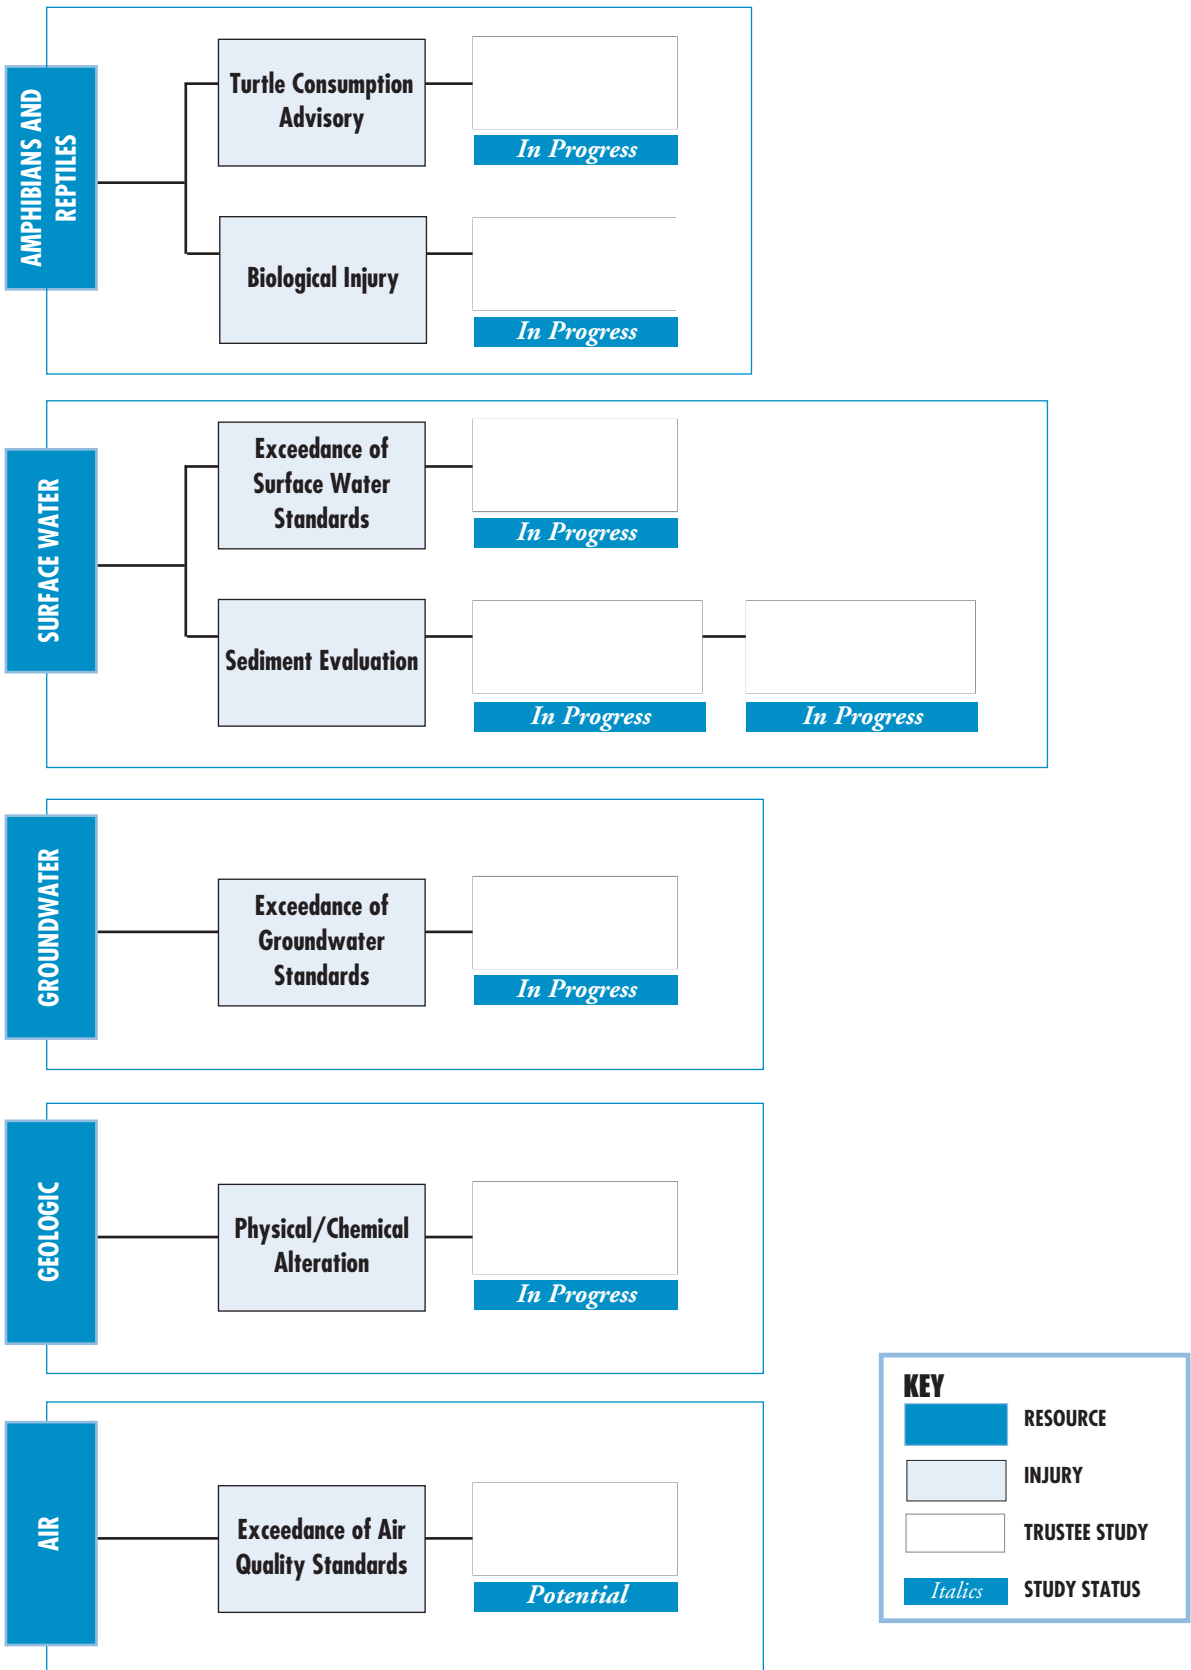 AMPHIBIANS AND
REPTILES
Turtle Consumption
Advisory
In Progress
Biological Injury
In Progress
SURFACE WATER
Exceedance of
Surface Water
Standards
In Progress
Sediment Evaluation
In Progress
In Progress
GROUNDWATER
Exceedance of
Groundwater
Standards
In Progress
GEOLOGIC
Physical/Chemical
Alteration
In Progress
AIR
Exceedance of Air
Quality Standards
Potential
KEY
RESOURCE
INJURY
TRUSTEE STUDY
Italics STUDY STATUS